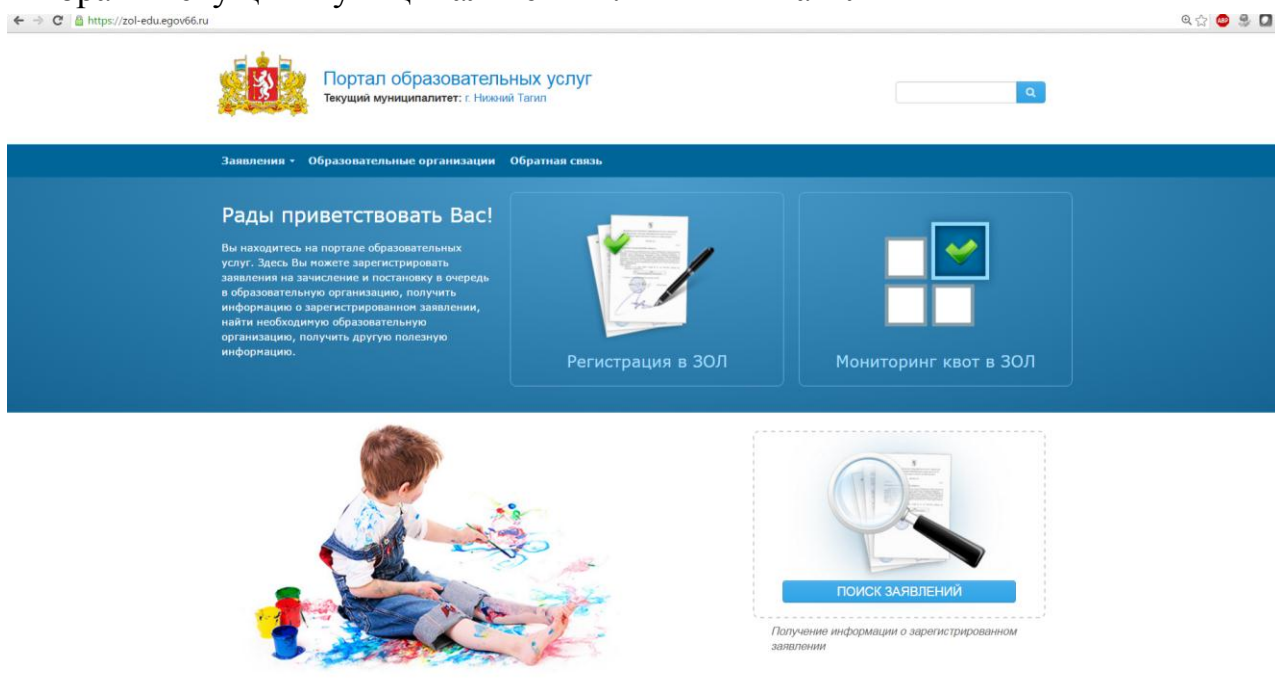 https://zol-edu.egov66.ru
Портал образовательных услуг
Текущий муниципалитет: г. Нижний Тагил
Заявления Образовательные организации Обратная связь
Рады приветствовать Вас!
Вы находитесь на портале образовательных
услуг. Здесь Вы можете зарегистрировать
заявления на зачисление и постановку в очередь
в образовательную организацию, получить
информацию о зарегистрированном заявлении,
найти необходимую образовательную
организацию, получить другую полезную
информацию.
Регистрация в ЗОЛ
Мониторинг квот в ЗОЛ
ПОИСК ЗАЯВЛЕНИЙ
Получение информации о зарегистрированном
заявлении